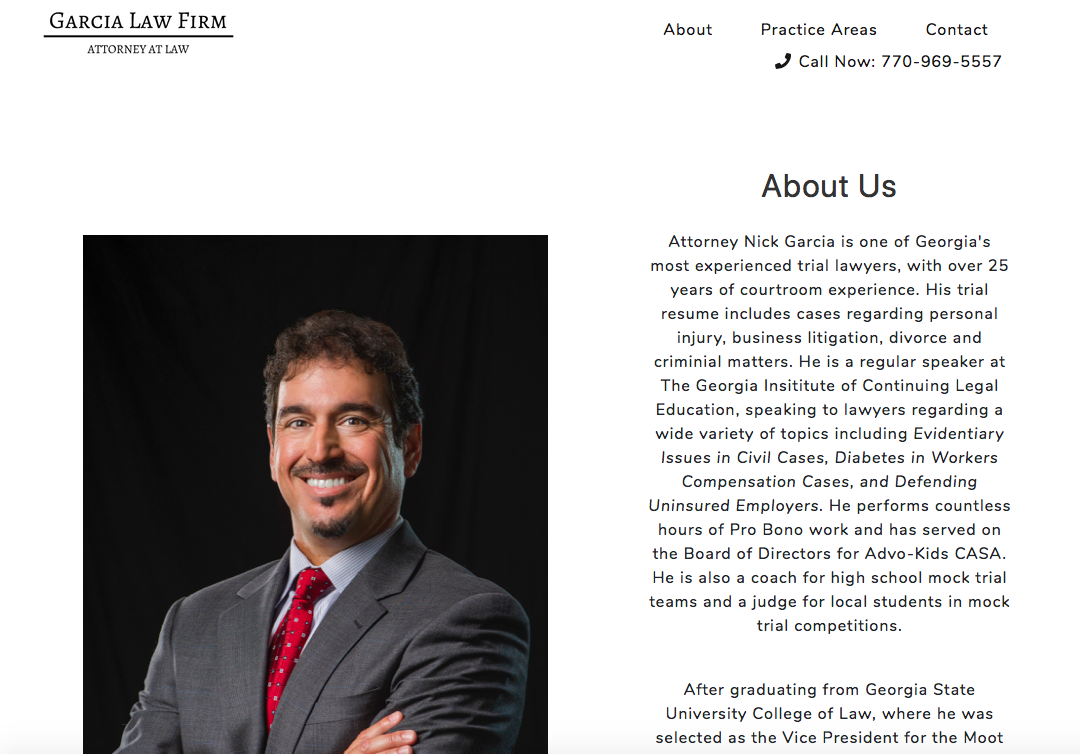 Garcia Law Firm
ATTORNEY AT LAW
About Practice Areas Contact
Call Now: 770-969-5557
About Us
Attorney Nick Garcia is one of Georgia's
most experienced trial lawyers, with over 25
years of courtroom experience. His trial
resume includes cases regarding personal
injury, business litigation, divorce and
criminial matters. He is a regular speaker at
The Georgia Insititute of Continuing Legal
Education, speaking to lawyers regarding a
wide variety of topics including Evidentiary
Issues in Civil Cases, Diabetes in Workers
Compensation Cases, and Defending
Uninsured Employers. He performs countless
hours of Pro Bono work and has served on
the Board of Directors for Advo-Kids CASA.
He is also a coach for high school mock trial
teams and a judge for local students in mock
trial competitions.
After graduating from Georgia State
University College of Law, where he was
selected as the Vice President for the Moot